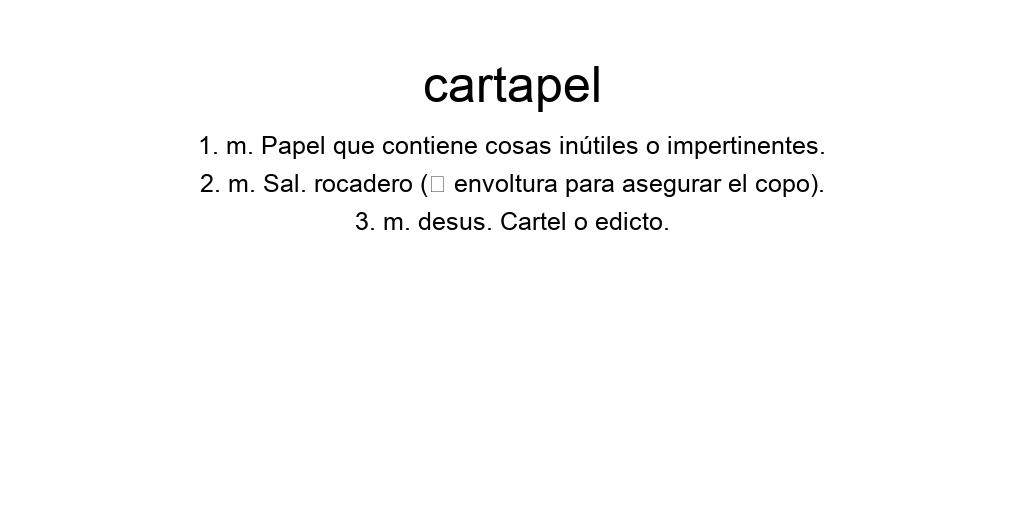 cartapel
1. m. Papel que contiene cosas inútiles o impertinentes.
2. m. Sal. rocadero (□ envoltura para asegurar el copo).
3. m. desus. Cartel o edicto.